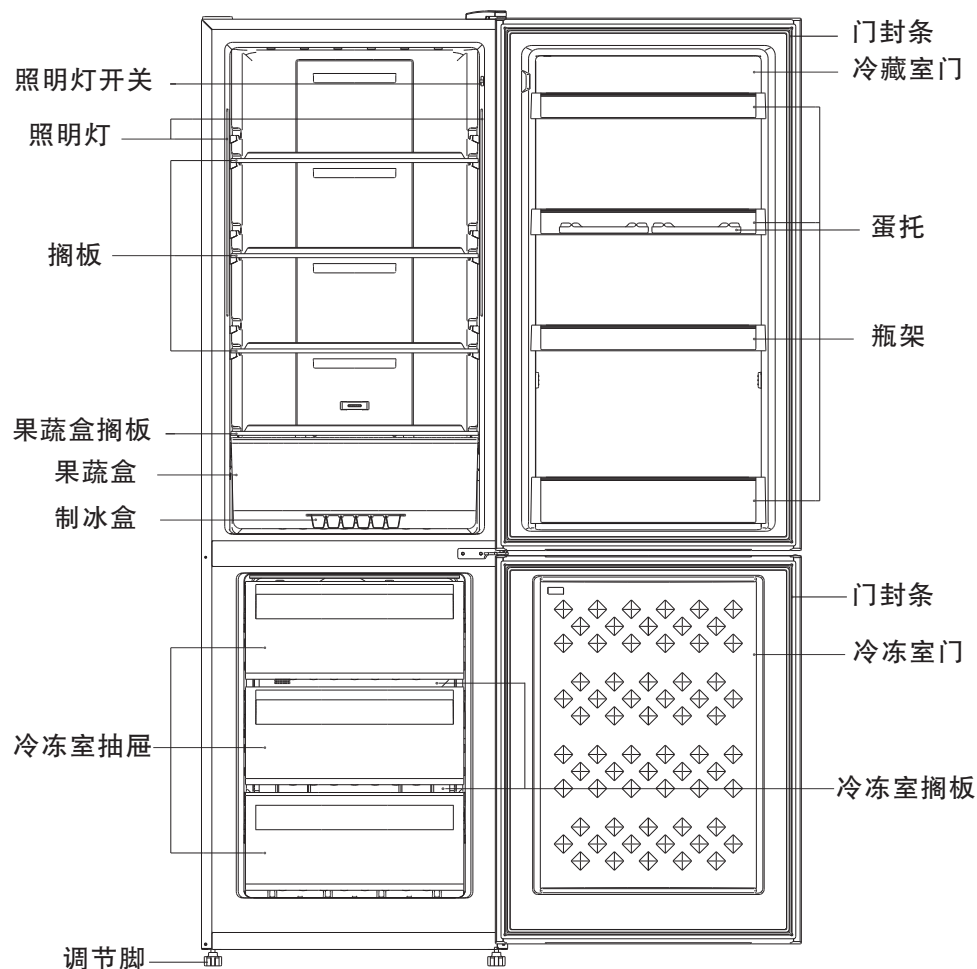 门封条
冷藏室门
照明灯开关
照明灯
蛋托
搁板
瓶架
果蔬盒搁板
果蔬盒
制冰盒
门封条
冷冻室门
冷冻室抽屉
冷冻室搁板
调节脚